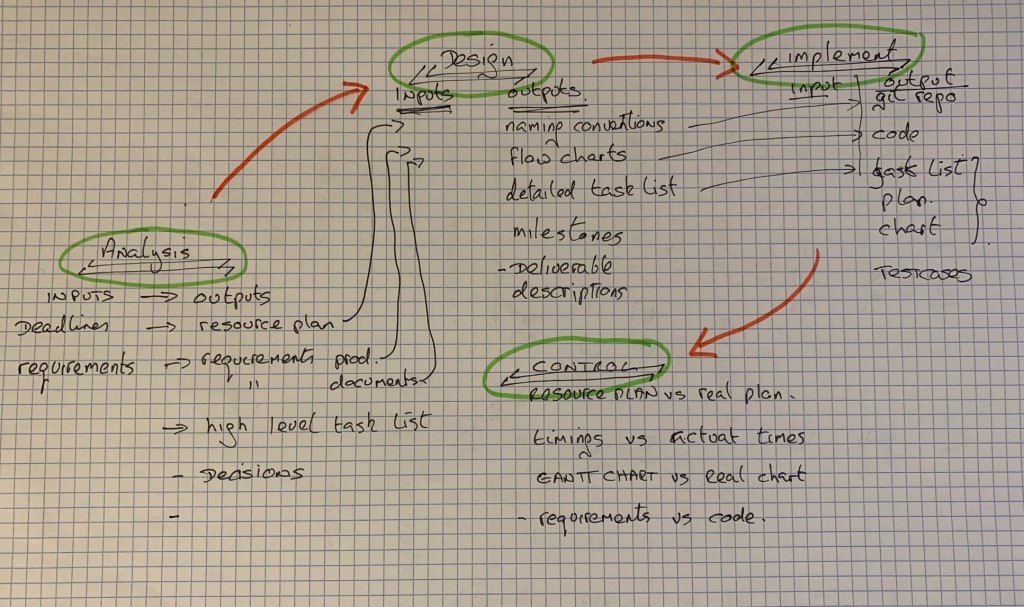 Design
INPUTS
outputs
naming conventions
flow charts
detailed task list
milestones
- Deliverable
descriptions
implement
input
output
git repo
code
task list
plan.
chart
Testcases
Analysis
INPUTS → outputs
Deadlines → resource plan
requirements → requirements prod.
" documents
→ high level task list
- Decisions
-
CONTROL
RESOURCE PLAN vs real plan.
timings vs actual times
GANTT CHART vs Real chart
- requirements vs code.